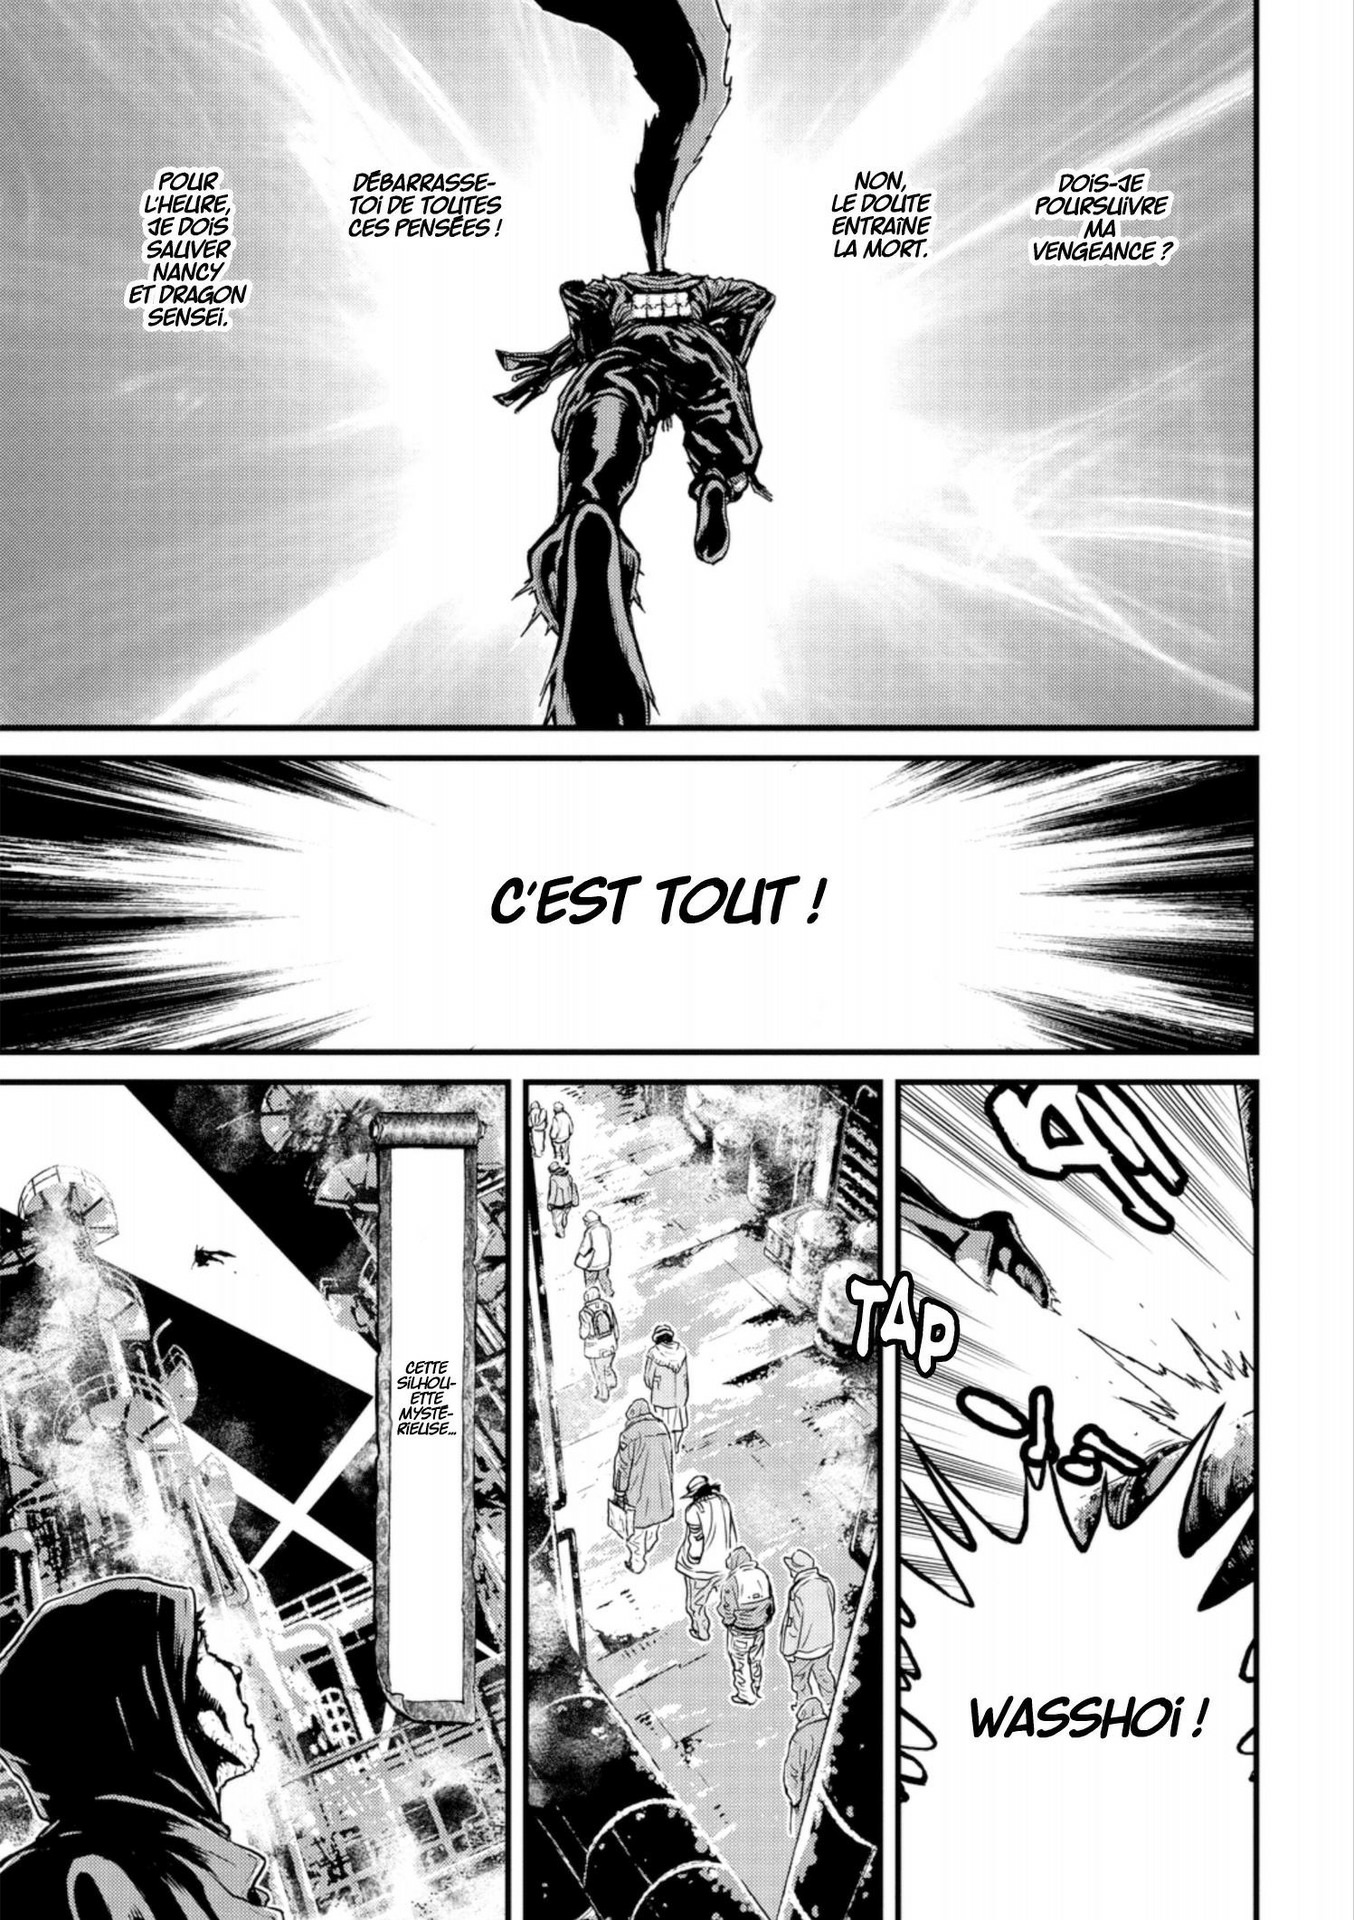 DOIS-JE
POURSUIVRE
MA
VENGEANCE ?
NON,
LE DOUTE
ENTRAÎNE
LA MORT.
DÉBARRASSE-
TOI DE TOUTES
CES PENSÉES !
POUR
L'HEURE,
JE DOIS
SAUVER
NANCY
ET DRAGON
SENSEI.
C'EST TOUT !
TAP
WASSHOI !
CETTE
SILHOU-
ETTE
MYSTÉ-
RIEUSE...